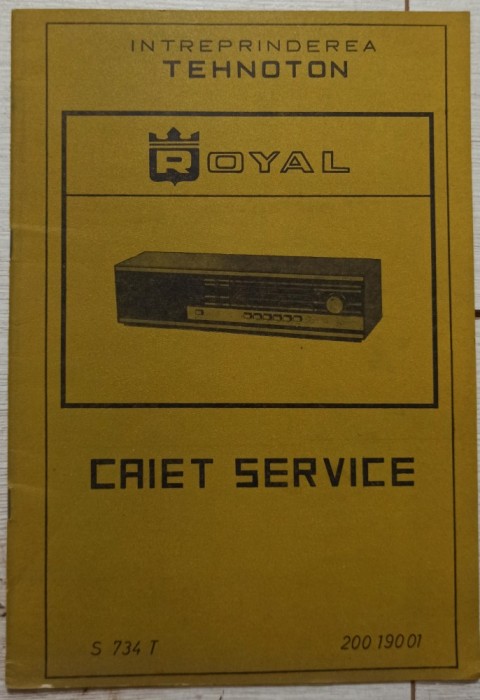 INTREPRINDEREA
TEHNOTON
ROYAL
CAIET SERVICE
S 734 T 200 190 01